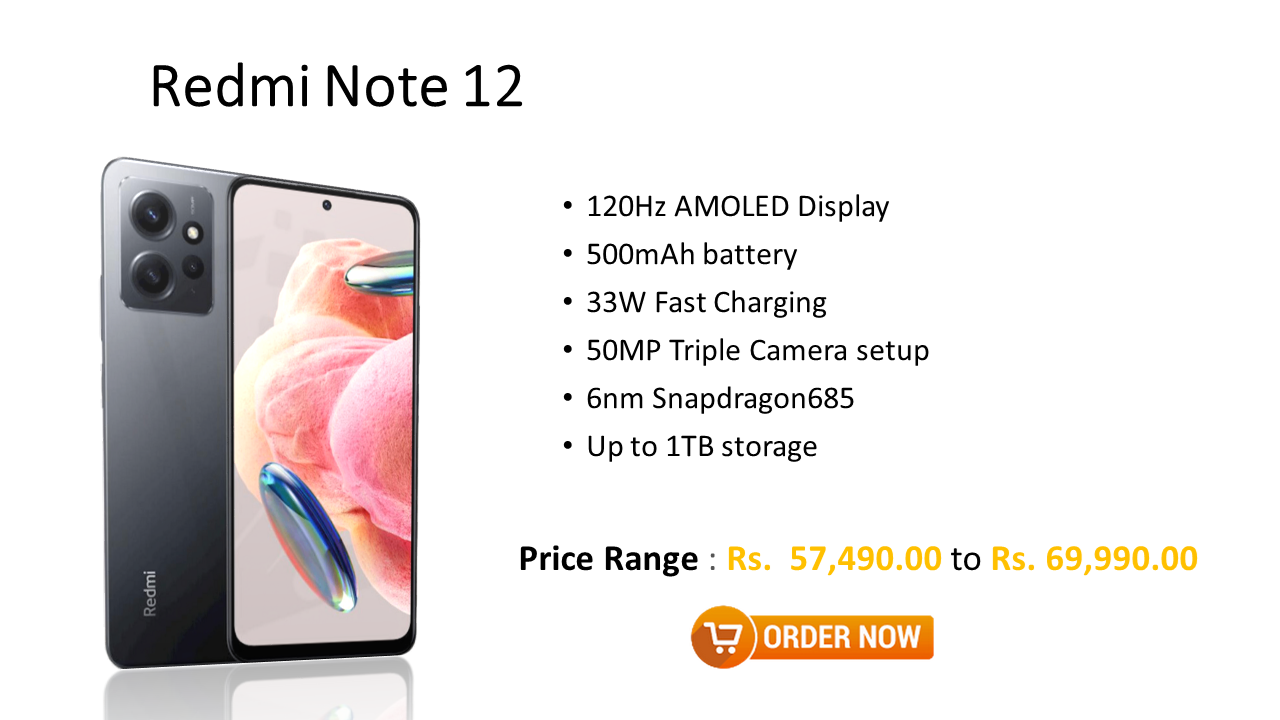 Redmi Note 12
• 120Hz AMOLED Display
• 500mAh battery
• 33W Fast Charging
• 50MP Triple Camera setup
• 6nm Snapdragon685
• Up to 1TB storage
Price Range : Rs.  57,490.00 to Rs. 69,990.00
ORDER NOW
Redmi